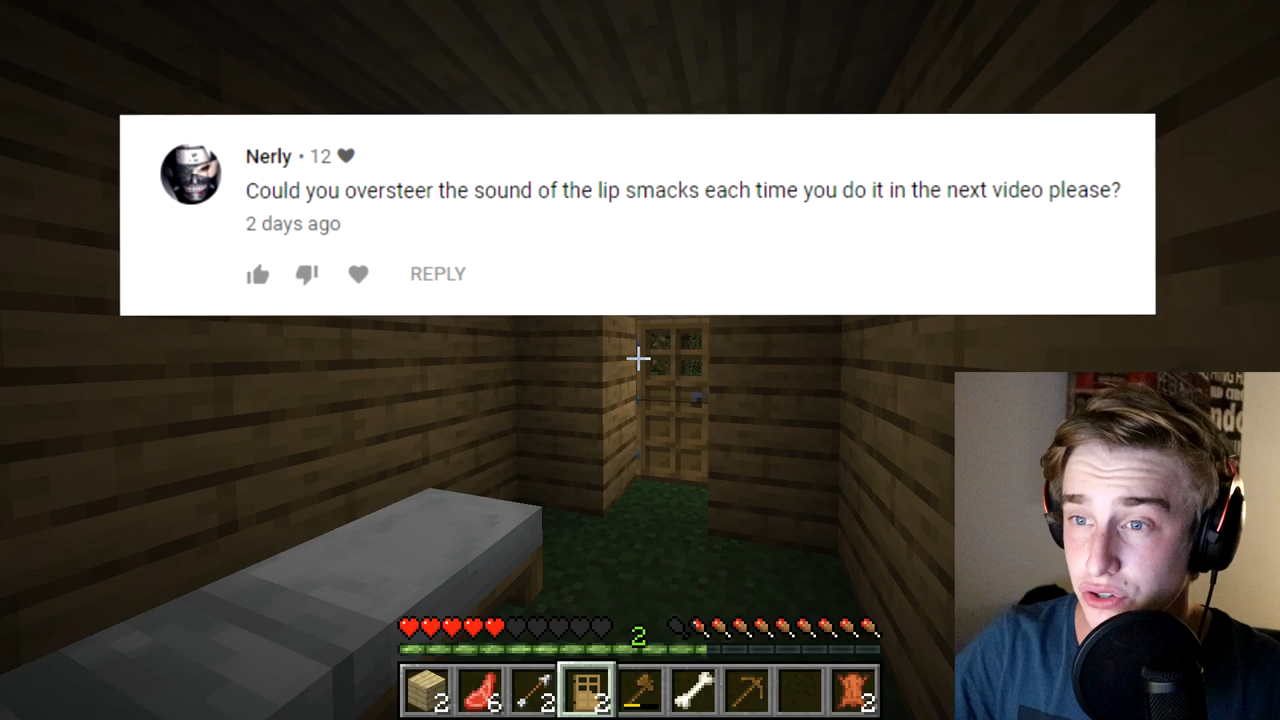 Nerly • 12
Could you oversteer the sound of the lip smacks each time you do it in the next video please?
2 days ago
REPLY
2
2
6
2
2
2